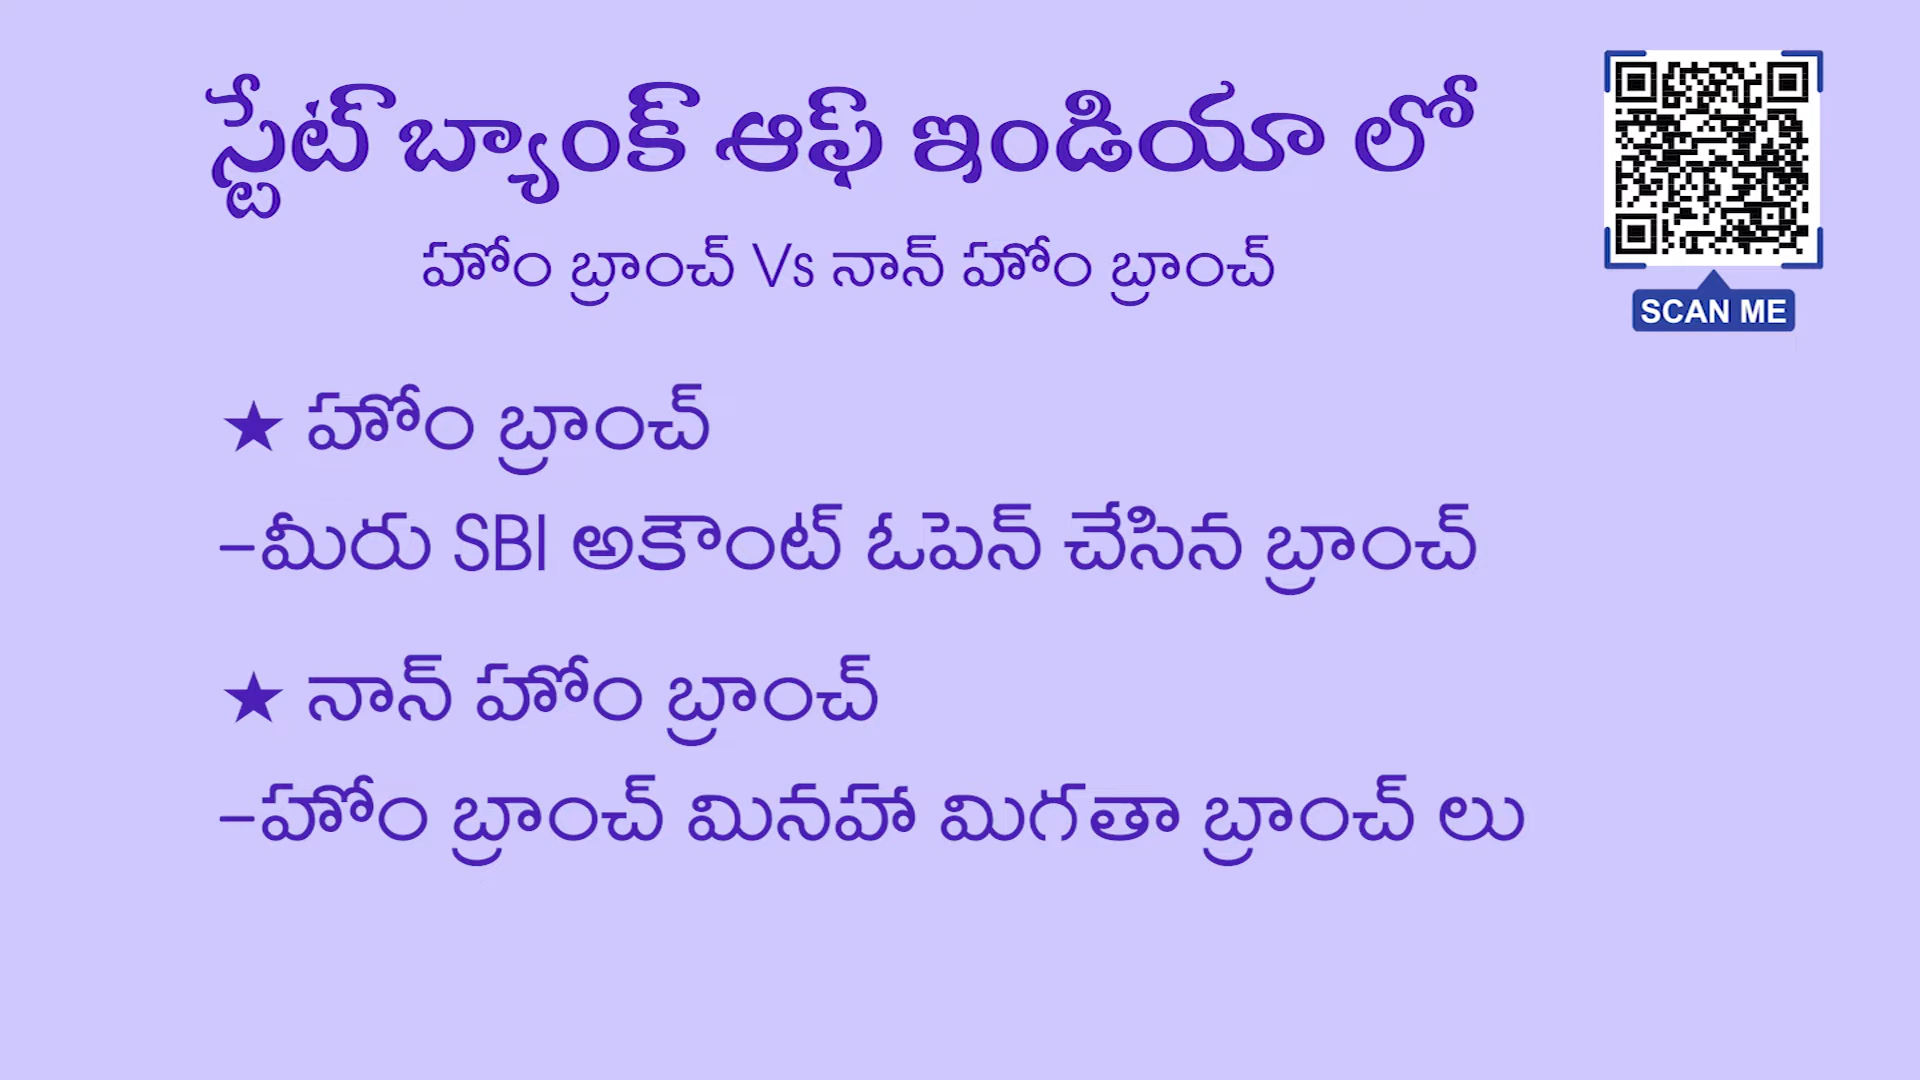 స్టేట్ బ్యాంక్ ఆఫ్ ఇండియా లో
హోం బ్రాంచ్ Vs నాన్ హోం బ్రాంచ్
SCAN ME
★ హోం బ్రాంచ్
-మీరు SBI అకౌంట్ ఓపెన్ చేసిన బ్రాంచ్
★ నాన్ హోం బ్రాంచ్
-హోం బ్రాంచ్ మినహా మిగతా బ్రాంచ్ లు